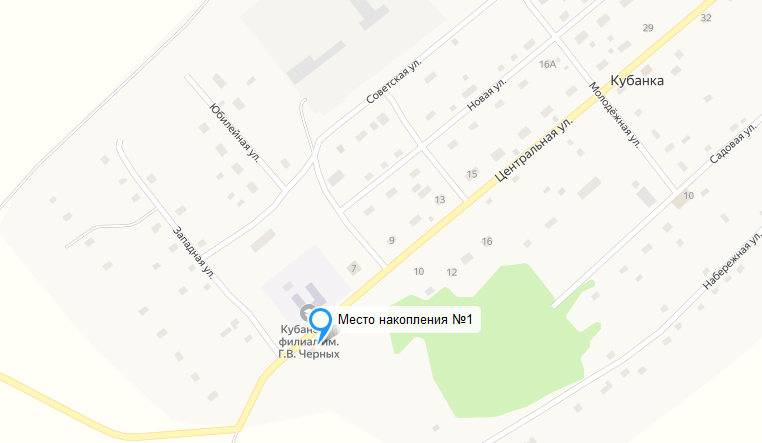 32
29
16А
Кубанка
Советская ул.
Новая ул.
Молодёжная ул.
Юбилейная ул.
Центральная ул.
Садовая ул.
15
13
10
Западная ул.
9
16
7
10
12
Набережная ул.
Место накопления №1
филиал им.
Г.В. Черных